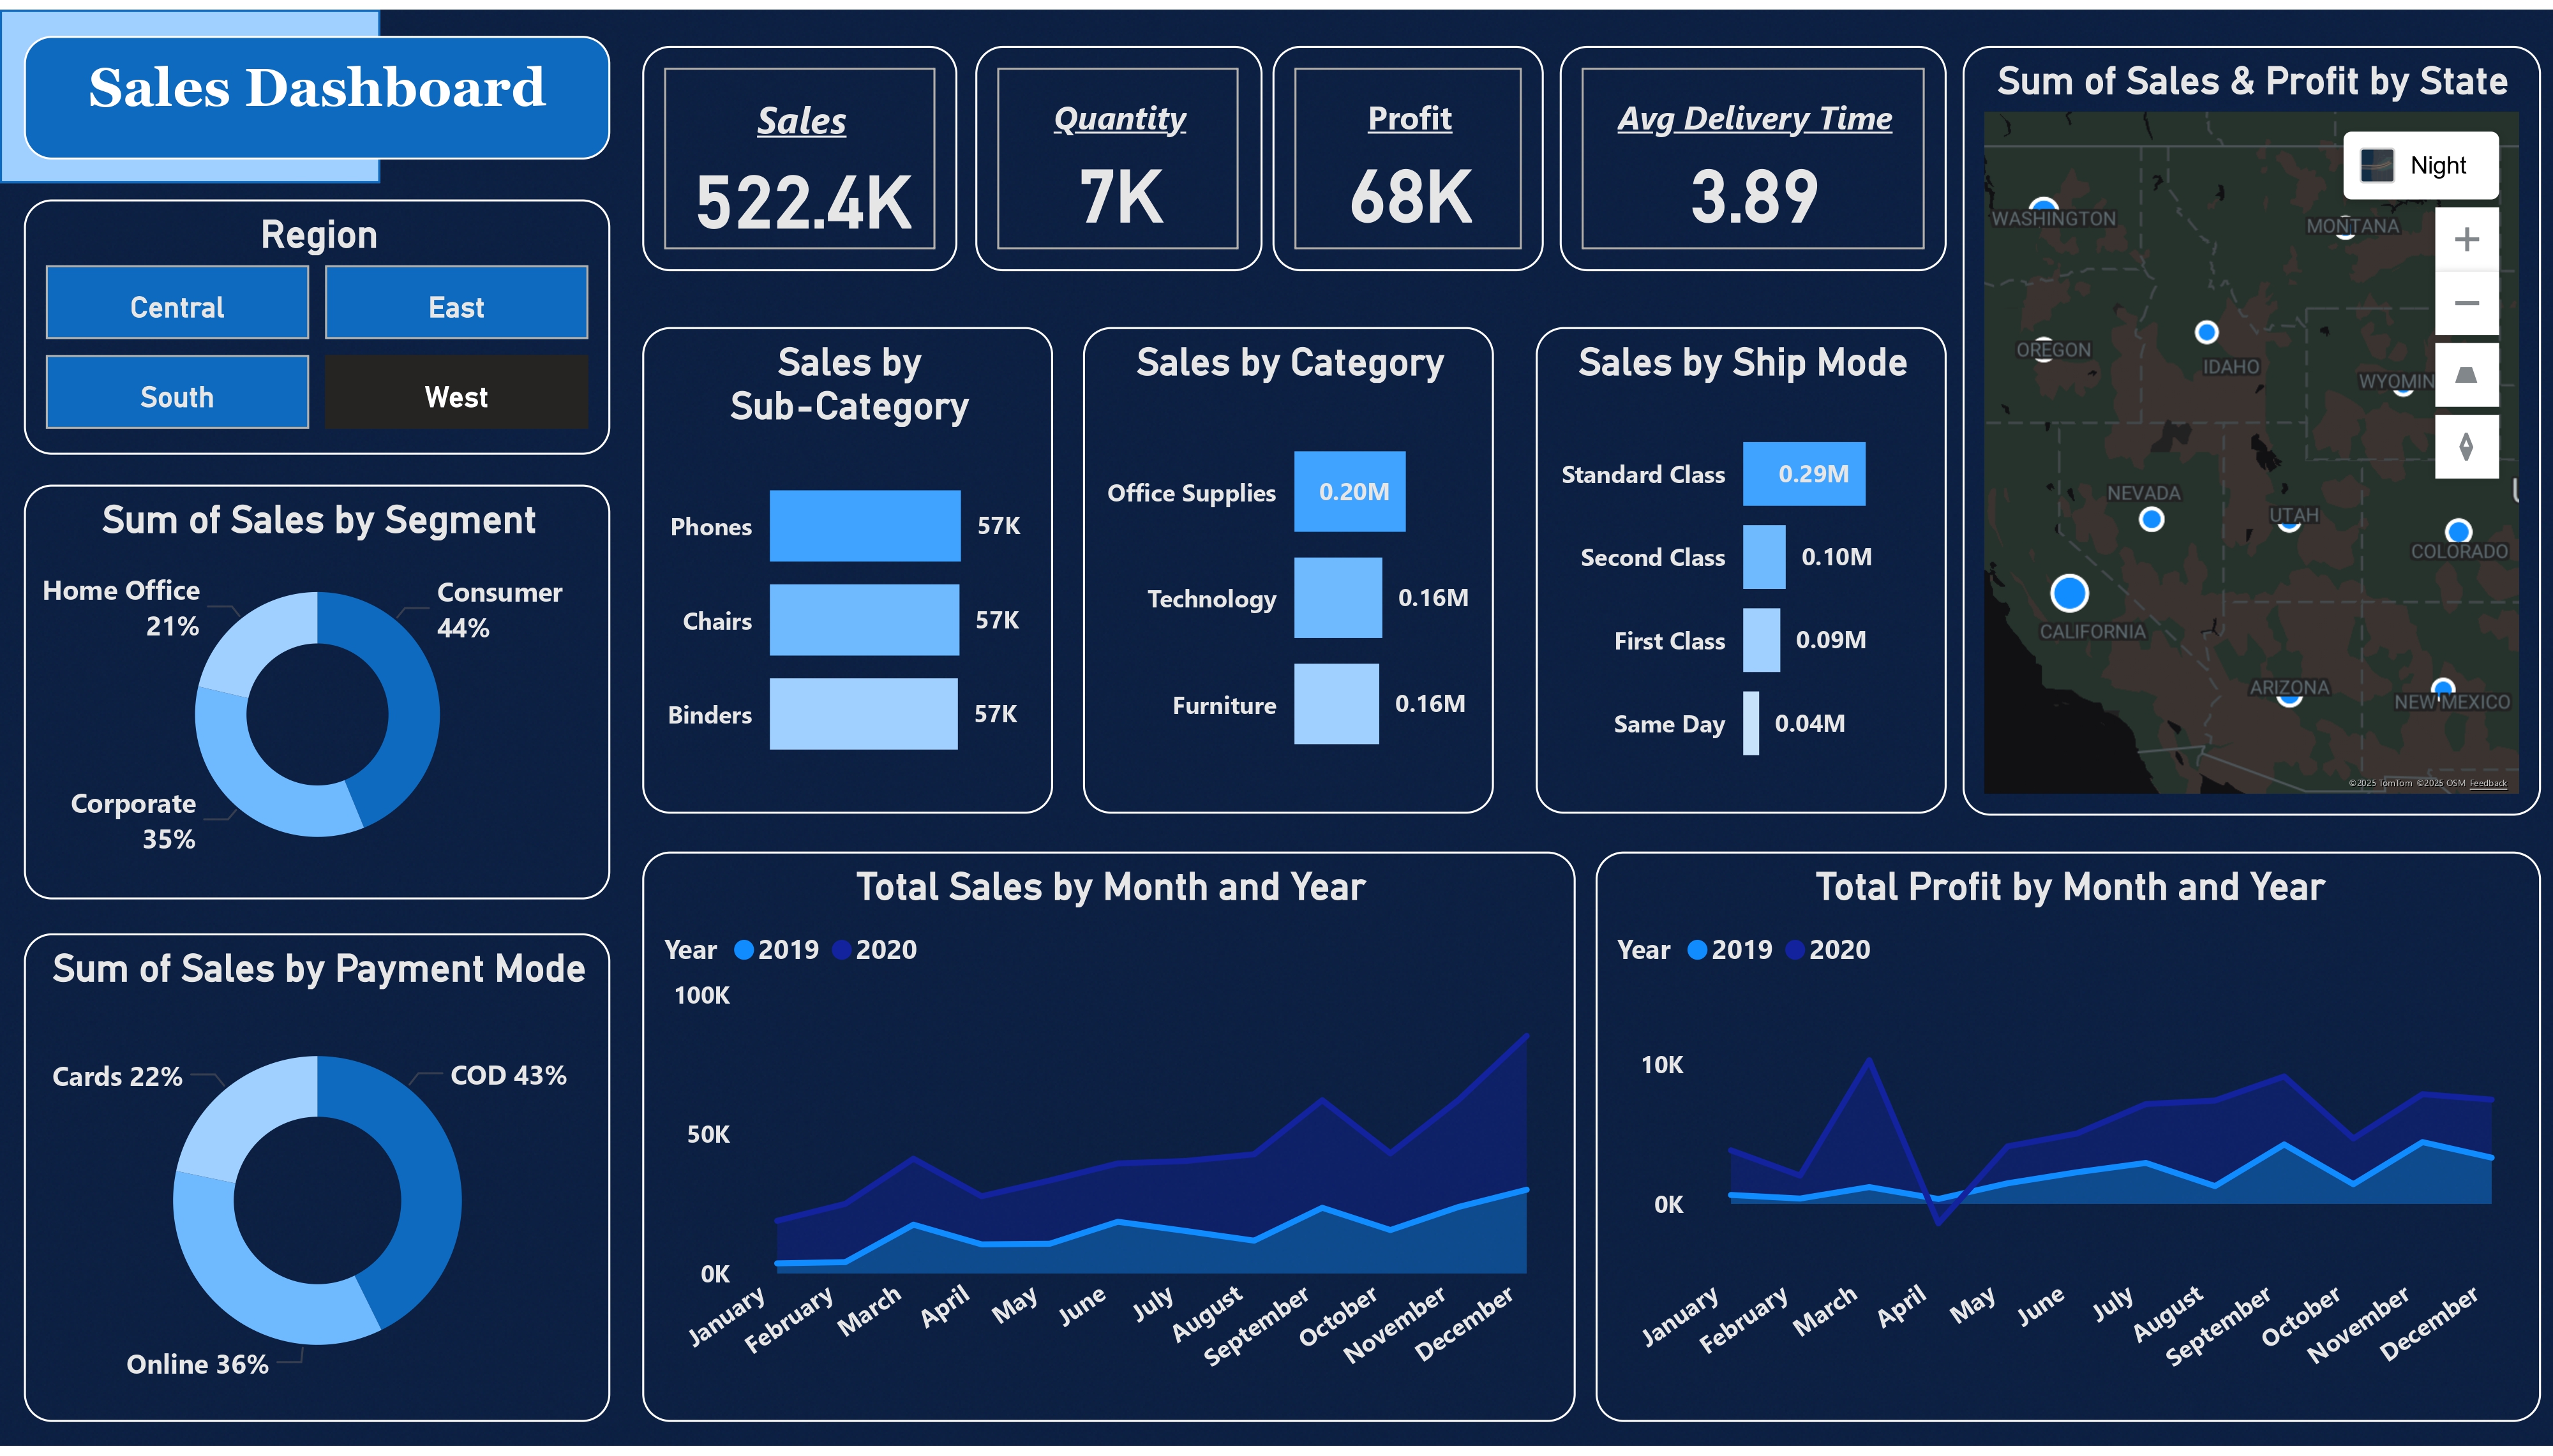 Sales Dashboard
Region
Central
East
South
West
Sum of Sales by Segment
Home Office
21%
Consumer
44%
Corporate
35%
Sum of Sales by Payment Mode
Cards 22%
COD 43%
Online 36%
Sales
522.4K
Quantity
7K
Profit
68K
Avg Delivery Time
3.89
Sales by
Sub-Category
Phones
57K
Chairs
57K
Binders
57K
Sales by Category
Office Supplies
0.20M
Technology
0.16M
Furniture
0.16M
Sales by Ship Mode
Standard Class
0.29M
Second Class
0.10M
First Class
0.09M
Same Day
0.04M
Sum of Sales & Profit by State
Night
WASHINGTON
MONTANA
OREGON
IDAHO
WYOMIN
NEVADA
UTAH
COLORADO
CALIFORNIA
ARIZONA
NEW MEXICO
©2025 TomTom ©2025 OSM Feedback
Total Sales by Month and Year
Year 2019 2020
100K
50K
0K
January
February
March
April
May
June
July
August
September
October
November
December
Total Profit by Month and Year
Year 2019 2020
10K
0K
January
February
March
April
May
June
July
August
September
October
November
December